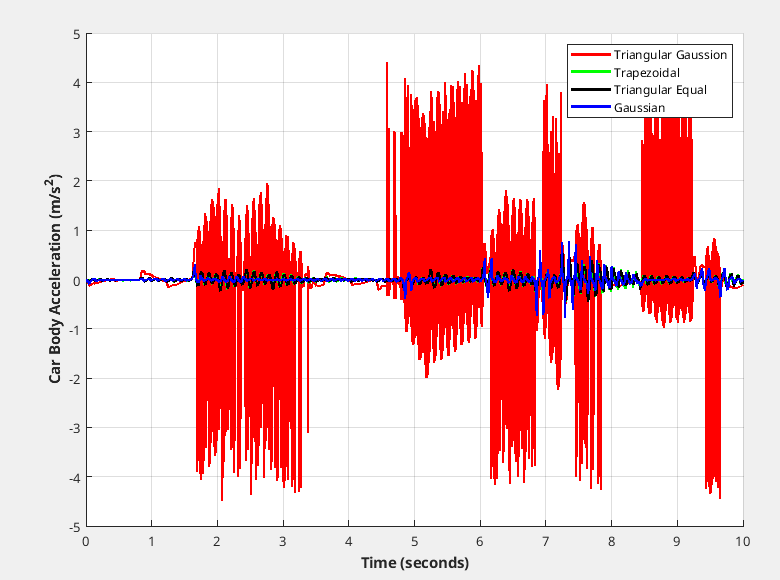 5
4
3
2
1
0
-1
-2
-3
-4
-5
Car Body Acceleration (m/s²)
Triangular Gaussion
Trapezoidal
Triangular Equal
Gaussian
0 1 2 3 4 5 6 7 8 9 10
Time (seconds)